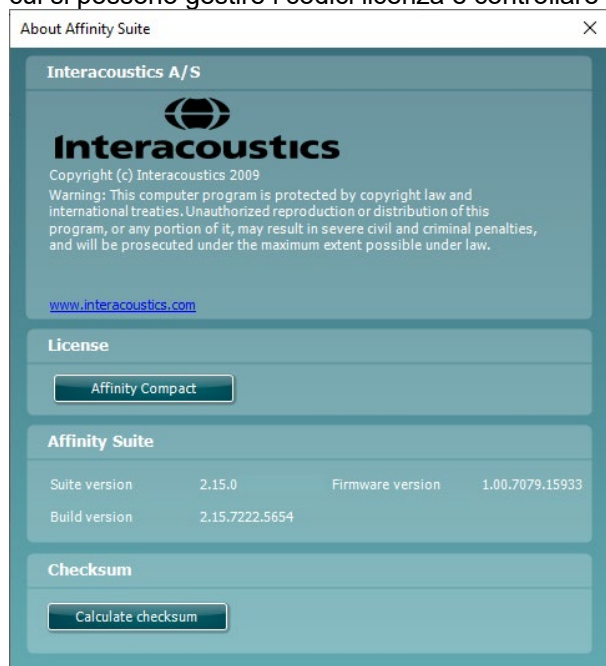 cui si possono gestire i codici licenza e controllare
About Affinity Suite
Interacoustics A/S
Interacoustics
Copyright (c) Interacoustics 2009
Warning: This computer program is protected by copyright law and
international treaties. Unauthorized reproduction or distribution of this
program, or any portion of it, may result in severe civil and criminal penalties,
and will be prosecuted under the maximum extent possible under law.
www.interacoustics.com
License
Affinity Compact
Affinity Suite
Suite version 2.15.0 Firmware version 1.00.7079.15933
Build version 2.15.7222.5654
Checksum
Calculate checksum